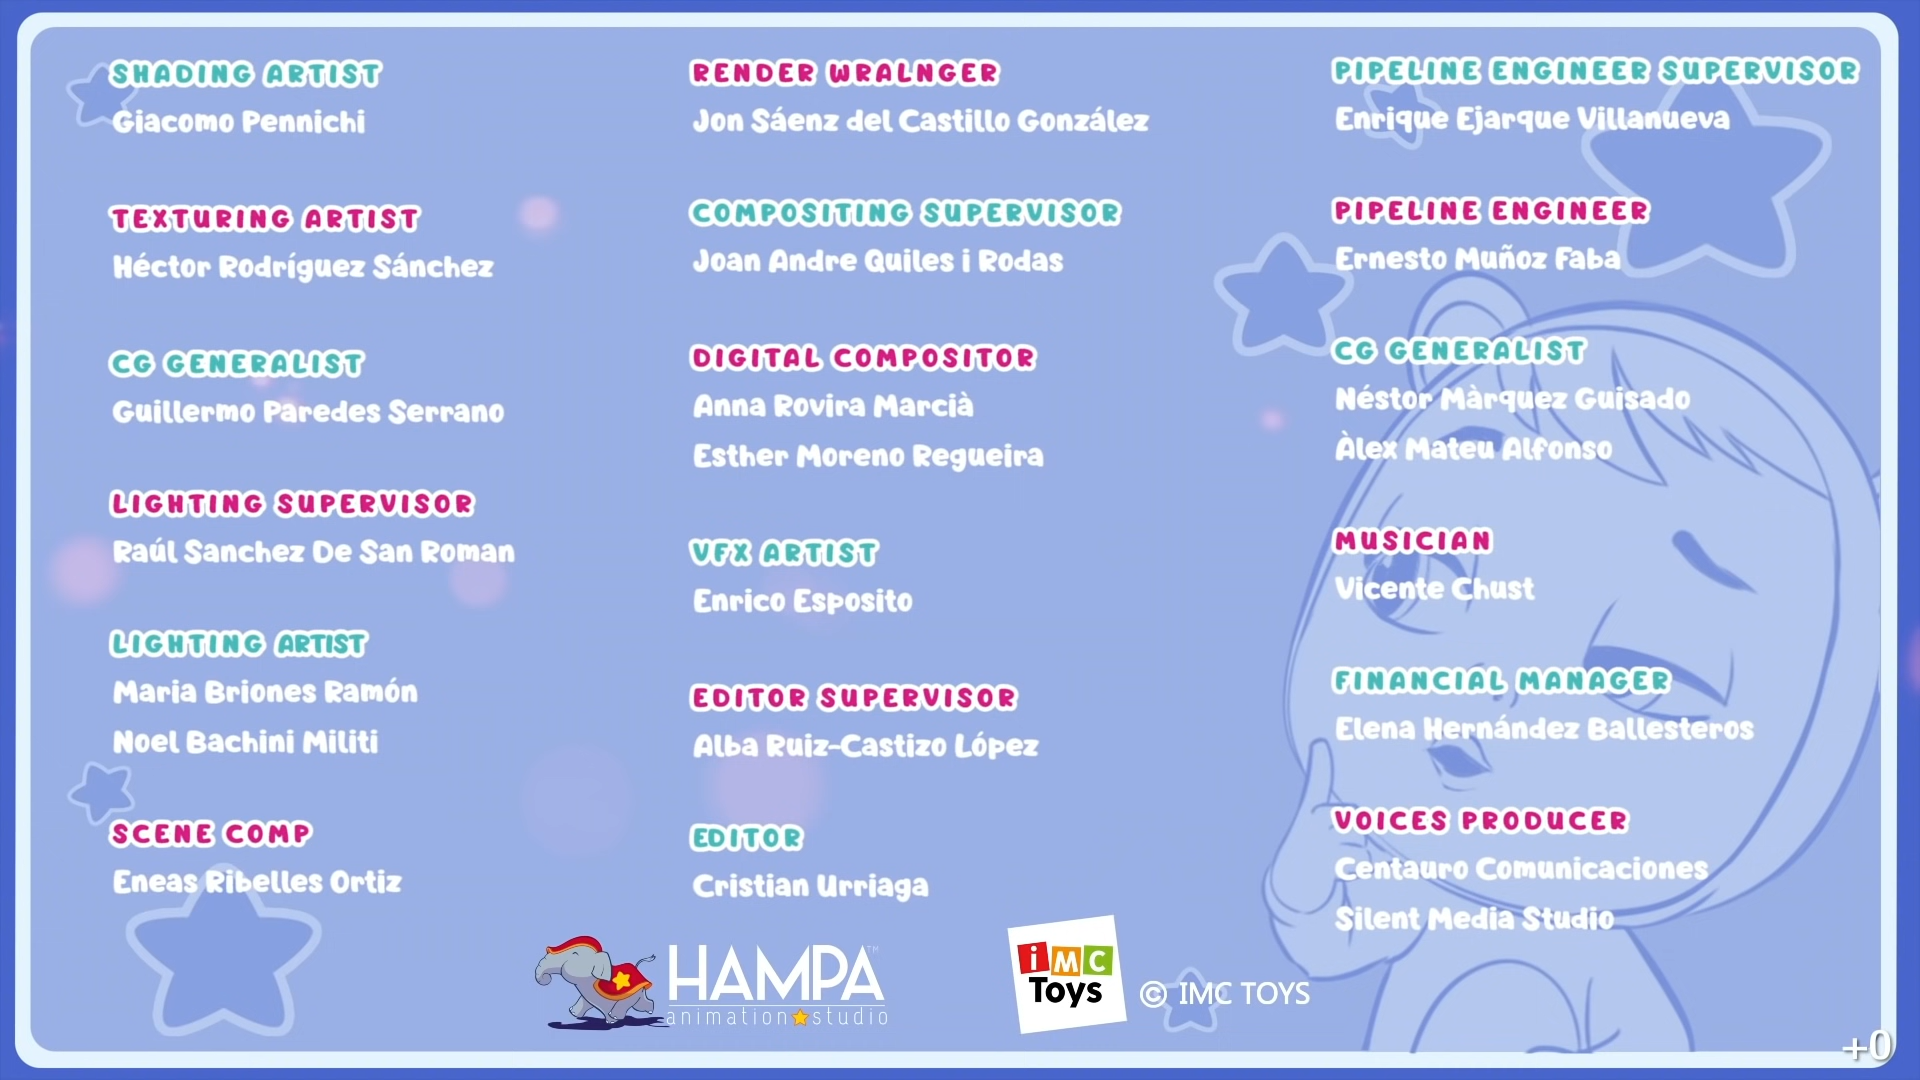 SHADING ARTIST
Giacomo Pennichi
TEXTURING ARTIST
Héctor Rodríguez Sánchez
CG GENERALIST
Guillermo Paredes Serrano
LIGHTING SUPERVISOR
Raúl Sanchez De San Roman
LIGHTING ARTIST
Maria Briones Ramón
Noel Bachini Militi
SCENE COMP
Eneas Ribelles Ortiz
RENDER WRALNGER
Jon Sáenz del Castillo González
COMPOSITING SUPERVISOR
Joan Andre Quiles i Rodas
DIGITAL COMPOSITOR
Anna Rovira Marcià
Esther Moreno Regueira
VFX ARTIST
Enrico Esposito
EDITOR SUPERVISOR
Alba Ruiz-Castizo López
EDITOR
Cristian Urriaga
PIPELINE ENGINEER SUPERVISOR
Enrique Ejarque Villanueva
PIPELINE ENGINEER
Ernesto Muñoz Faba
CG GENERALIST
Néstor Màrquez Guisado
Àlex Mateu Alfonso
MUSICIAN
Vicente Chust
FINANCIAL MANAGER
Elena Hernández Ballesteros
VOICES PRODUCER
Centauro Comunicaciones
Silent Media Studio
HAMPA™
animation studio
iMC
Toys
© IMC TOYS
+0